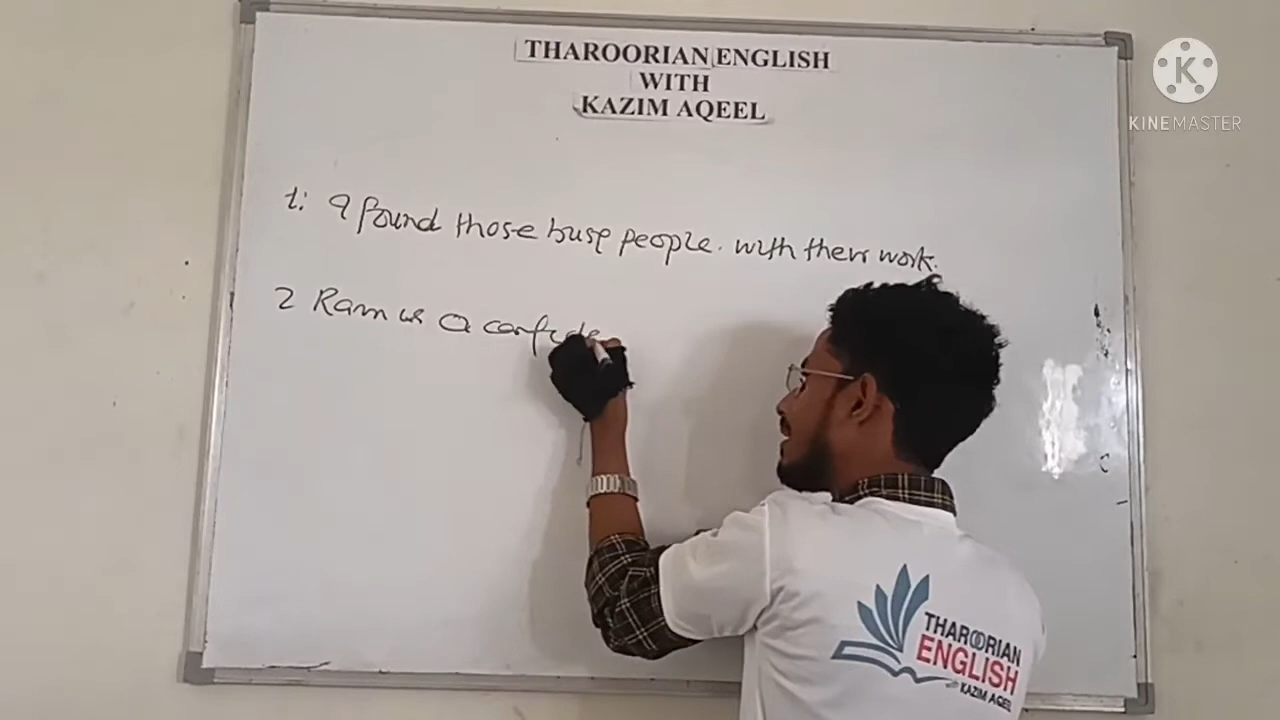 THAROORIAN ENGLISH
WITH
KAZIM AQEEL
KINEMASTER
1: I found those busy people. with their work.
2 Ram is a confide
THAROORIAN
ENGLISH
KAZIM AQEEL